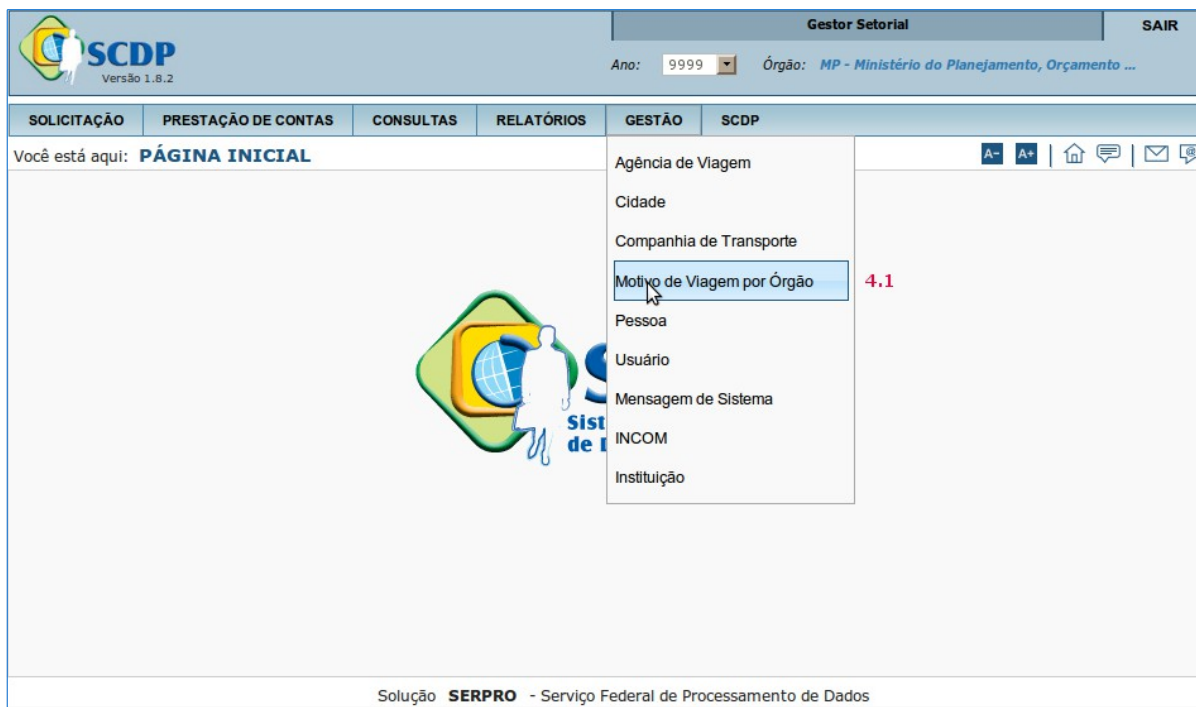 Gestor Setorial SAIR
SCDP
Versão 1.8.2
Ano: 9999 Órgão: MP - Ministério do Planejamento, Orçamento ...
SOLICITAÇÃO PRESTAÇÃO DE CONTAS CONSULTAS RELATÓRIOS GESTÃO SCDP
Você está aqui: PÁGINA INICIAL
A- A+
Agência de Viagem
Cidade
Companhia de Transporte
Motivo de Viagem por Órgão 4.1
Pessoa
Usuário
Mensagem de Sistema
INCOM
Instituição
S
Sist
de D
Solução SERPRO - Serviço Federal de Processamento de Dados